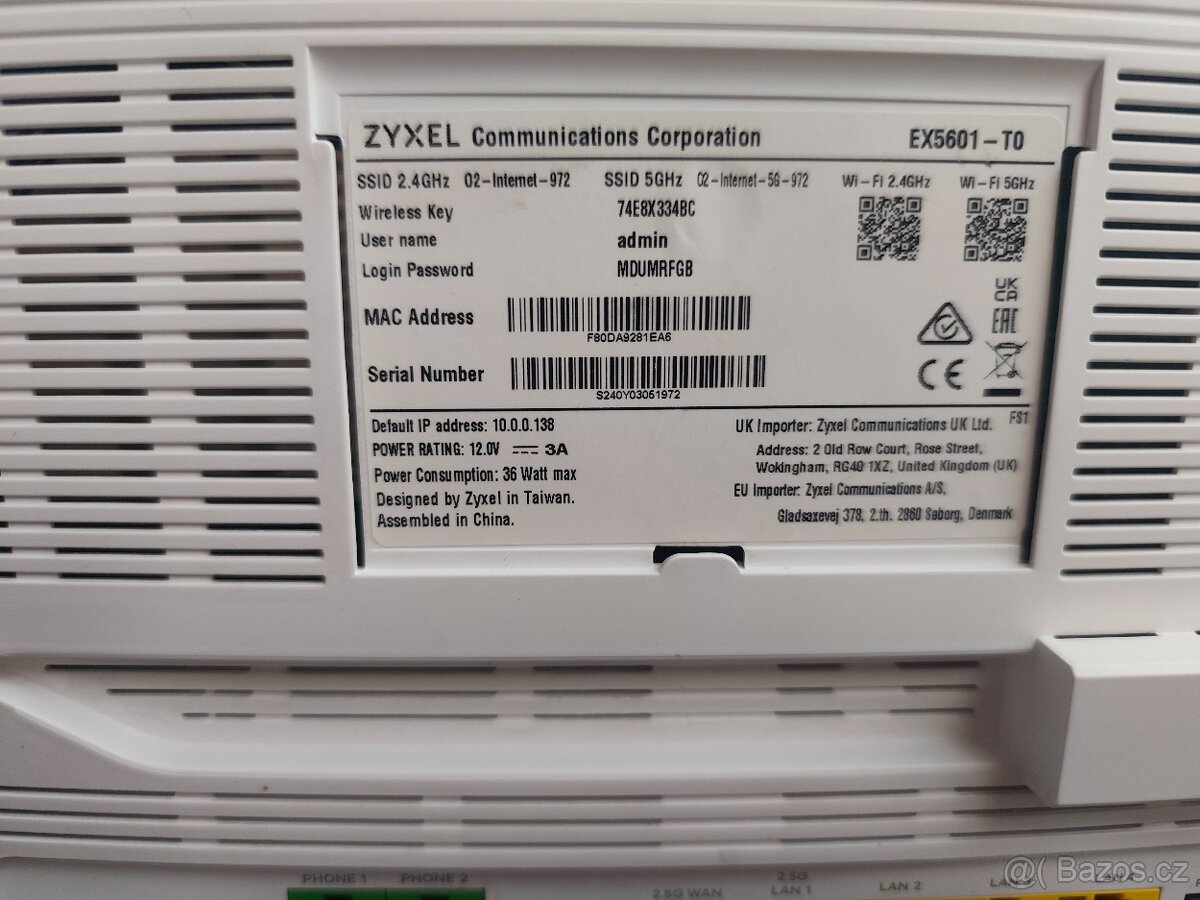 ZYXEL Communications Corporation EX5601-T0
SSID 2.4GHz O2-Internet-972 SSID 5GHz O2-Internet-5G-972 Wi-Fi 2.4GHz Wi-Fi 5GHz
Wireless Key 74E8X334BC
User name admin
Login Password MDUMRFGB
MAC Address
F80DA9281EA6
Serial Number
S240Y03051972
UK
CA
EAC
CE
Default IP address: 10.0.0.138
POWER RATING: 12.0V 3A
Power Consumption: 36 Watt max
Designed by Zyxel in Taiwan.
Assembled in China.
UK Importer: Zyxel Communications UK Ltd. FS1
Address: 2 Old Row Court, Rose Street,
Wokingham, RG40 1XZ, United Kingdom (UK)
EU Importer: Zyxel Communications A/S,
Gladsaxevej 378, 2.th. 2860 Søborg, Denmark
PHONE 1 PHONE 2
2.5G WAN
2.5G
LAN 1
LAN 2
Bazos.cz